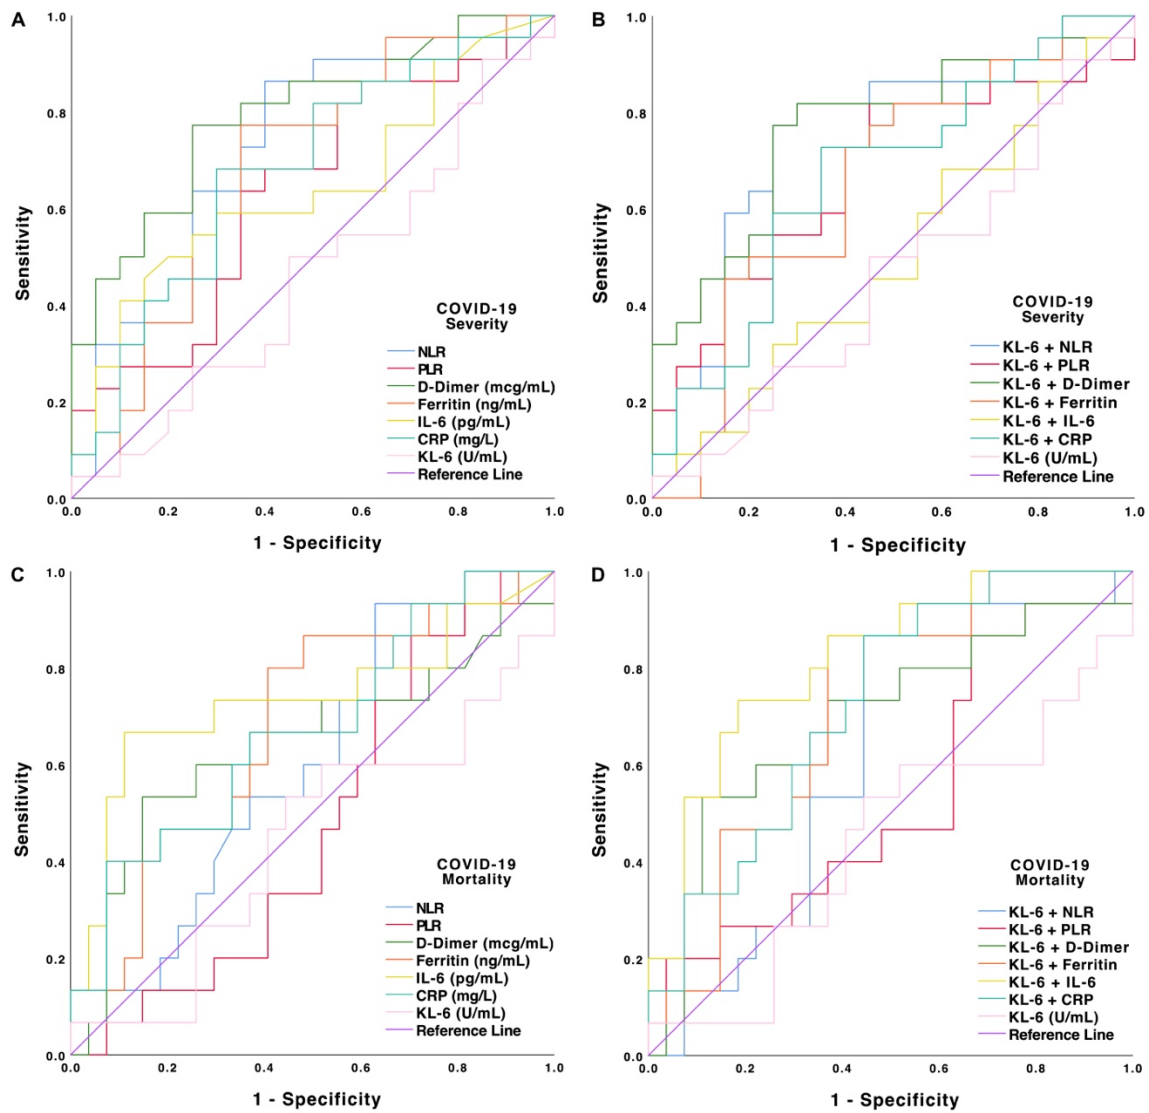 A
1.0
0.8
0.6
0.4
0.2
0.0
Sensitivity
0.0 0.2 0.4 0.6 0.8 1.0
1 - Specificity
COVID-19
Severity
NLR
PLR
D-Dimer (mcg/mL)
Ferritin (ng/mL)
IL-6 (pg/mL)
CRP (mg/L)
KL-6 (U/mL)
Reference Line
B
1.0
0.8
0.6
0.4
0.2
0.0
Sensitivity
0.0 0.2 0.4 0.6 0.8 1.0
1 - Specificity
COVID-19
Severity
KL-6 + NLR
KL-6 + PLR
KL-6 + D-Dimer
KL-6 + Ferritin
KL-6 + IL-6
KL-6 + CRP
KL-6 (U/mL)
Reference Line
C
1.0
0.8
0.6
0.4
0.2
0.0
Sensitivity
0.0 0.2 0.4 0.6 0.8 1.0
1 - Specificity
COVID-19
Mortality
NLR
PLR
D-Dimer (mcg/mL)
Ferritin (ng/mL)
IL-6 (pg/mL)
CRP (mg/L)
KL-6 (U/mL)
Reference Line
D
1.0
0.8
0.6
0.4
0.2
0.0
Sensitivity
0.0 0.2 0.4 0.6 0.8 1.0
1 - Specificity
COVID-19
Mortality
KL-6 + NLR
KL-6 + PLR
KL-6 + D-Dimer
KL-6 + Ferritin
KL-6 + IL-6
KL-6 + CRP
KL-6 (U/mL)
Reference Line